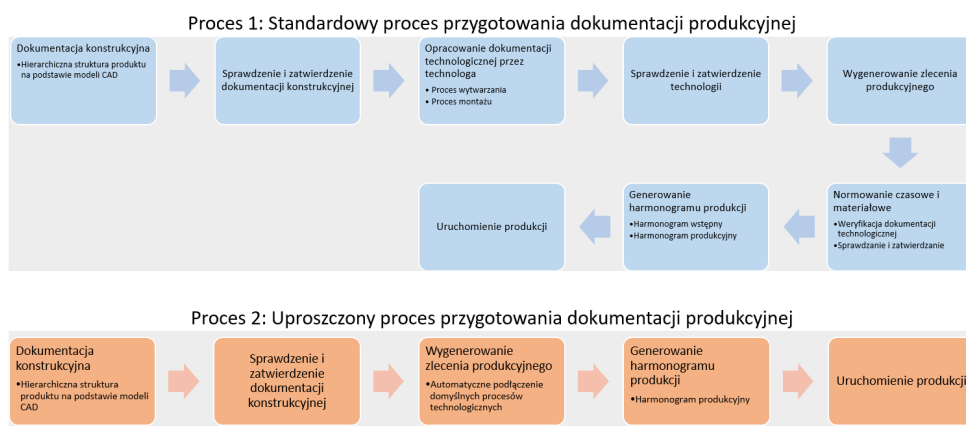 Proces 1: Standardowy proces przygotowania dokumentacji produkcyjnej
Dokumentacja konstrukcyjna
•Hierarchiczna struktura produktu
na podstawie modeli CAD
Sprawdzenie i zatwierdzenie
dokumentacji konstrukcyjnej
Opracowanie dokumentacji
technologicznej przez
technologa
• Proces wytwarzania
• Proces montażu
Sprawdzenie i zatwierdzenie
technologii
Wygenerowanie zlecenia
produkcyjnego
Normowanie czasowe i
materiałowe
•Weryfikacja dokumentacji
technologicznej
•Sprawdzanie i zatwierdzanie
Generowanie
harmonogramu produkcji
•Harmonogram wstępny
•Harmonogram produkcyjny
Uruchomienie produkcji
Proces 2: Uproszczony proces przygotowania dokumentacji produkcyjnej
Dokumentacja
konstrukcyjna
•Hierarchiczna struktura
produktu na podstawie modeli
CAD
Sprawdzenie i
zatwierdzenie
dokumentacji
konstrukcyjnej
Wygenerowanie
zlecenia produkcyjnego
•Automatyczne podłączenie
domyślnych procesów
technologicznych
Generowanie
harmonogramu
produkcji
•Harmonogram produkcyjny
Uruchomienie produkcji